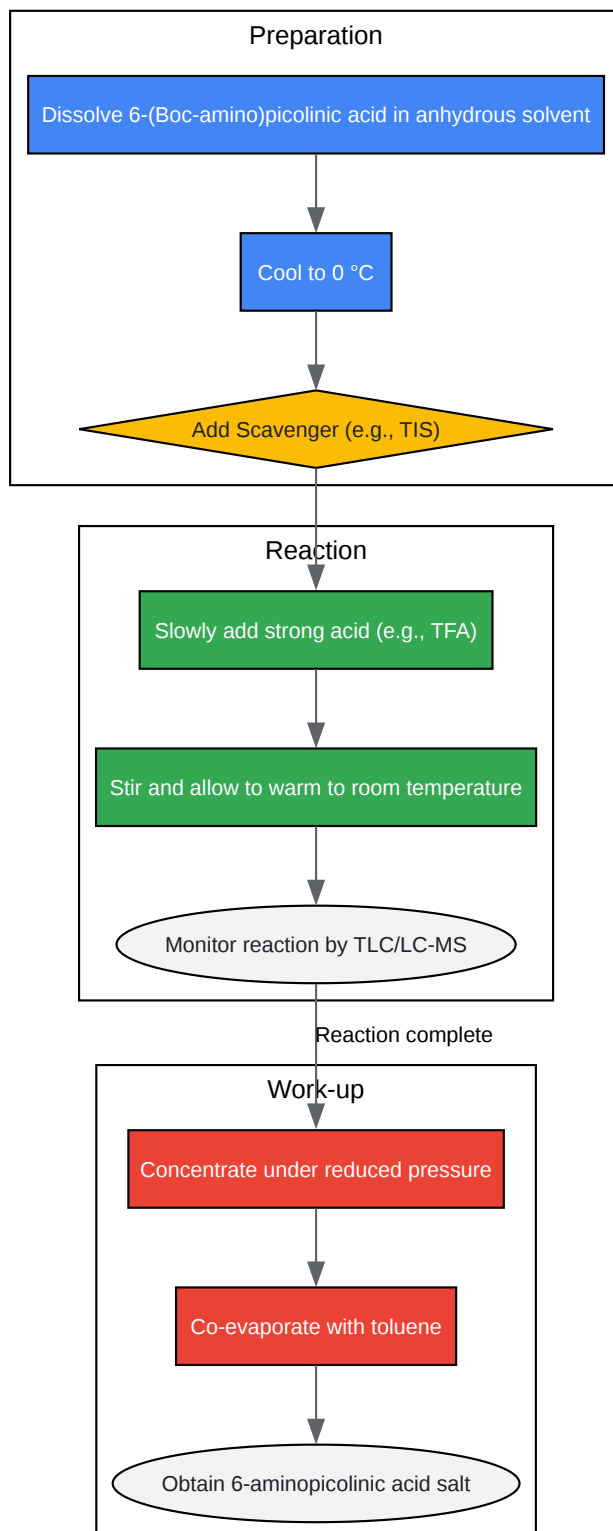 Preparation
Dissolve 6-(Boc-amino)picolinic acid in anhydrous solvent
Cool to 0 °C
Add Scavenger (e.g., TIS)
Reaction
Slowly add strong acid (e.g., TFA)
Stir and allow to warm to room temperature
Monitor reaction by TLC/LC-MS
Reaction complete
Work-up
Concentrate under reduced pressure
Co-evaporate with toluene
Obtain 6-aminopicolinic acid salt